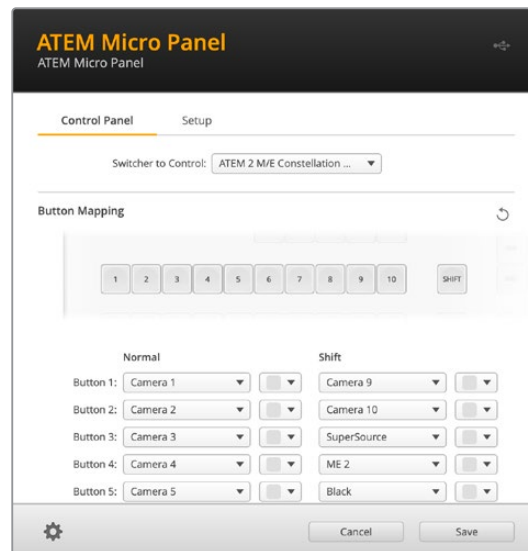 ATEM Micro Panel
ATEM Micro Panel
Control Panel Setup
Switcher to Control: ATEM 2 M/E Constellation ...
Button Mapping
1 2 3 4 5 6 7 8 9 10 SHIFT
Normal Shift
Button 1: Camera 1 Camera 9
Button 2: Camera 2 Camera 10
Button 3: Camera 3 SuperSource
Button 4: Camera 4 ME 2
Button 5: Camera 5 Black
Cancel Save